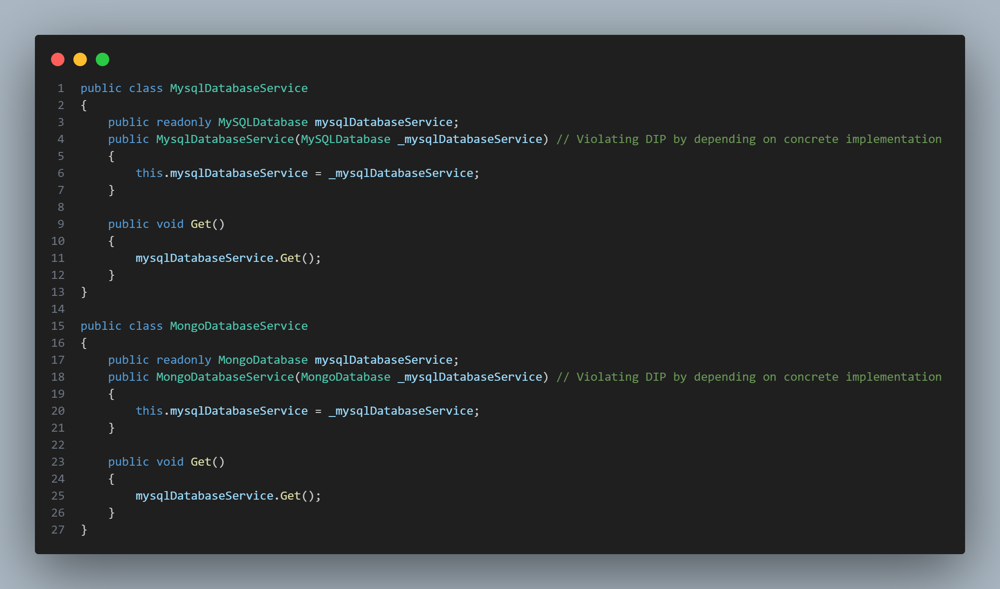 1 public class MysqlDatabaseService
2 {
3     public readonly MySQLDatabase mysqlDatabaseService;
4     public MysqlDatabaseService(MySQLDatabase _mysqlDatabaseService) // Violating DIP by depending on concrete implementation
5     {
6         this.mysqlDatabaseService = _mysqlDatabaseService;
7     }
8
9     public void Get()
10     {
11         mysqlDatabaseService.Get();
12     }
13 }
14
15 public class MongoDatabaseService
16 {
17     public readonly MongoDatabase mysqlDatabaseService;
18     public MongoDatabaseService(MongoDatabase _mysqlDatabaseService) // Violating DIP by depending on concrete implementation
19     {
20         this.mysqlDatabaseService = _mysqlDatabaseService;
21     }
22
23     public void Get()
24     {
25         mysqlDatabaseService.Get();
26     }
27 }